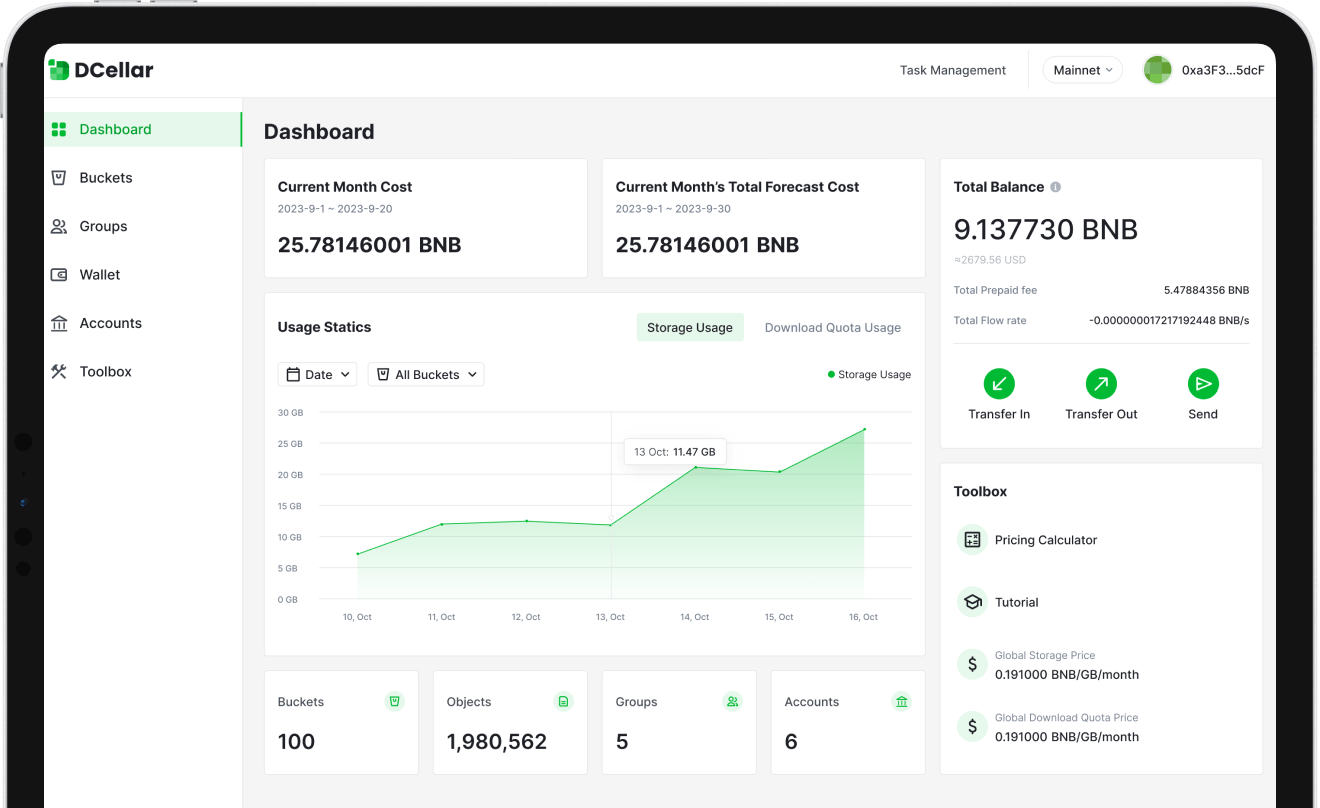 DCellar
Task Management
Mainnet
0xa3F3...5dcF
Dashboard
Buckets
Groups
Wallet
Accounts
Toolbox
Dashboard
Current Month Cost
2023-9-1 ~ 2023-9-20
25.78146001 BNB
Current Month's Total Forecast Cost
2023-9-1 ~ 2023-9-30
25.78146001 BNB
Total Balance
9.137730 BNB
≈2679.56 USD
Total Prepaid fee 5.47884356 BNB
Total Flow rate -0.000000017217192448 BNB/s
Transfer In
Transfer Out
Send
Usage Statics
Storage Usage
Download Quota Usage
Date
All Buckets
Storage Usage
30 GB
25 GB
20 GB
15 GB
10 GB
5 GB
0 GB
13 Oct: 11.47 GB
10, Oct
11, Oct
12, Oct
13, Oct
14, Oct
15, Oct
16, Oct
Toolbox
Pricing Calculator
Tutorial
Global Storage Price
0.191000 BNB/GB/month
Global Download Quota Price
0.191000 BNB/GB/month
Buckets
100
Objects
1,980,562
Groups
5
Accounts
6